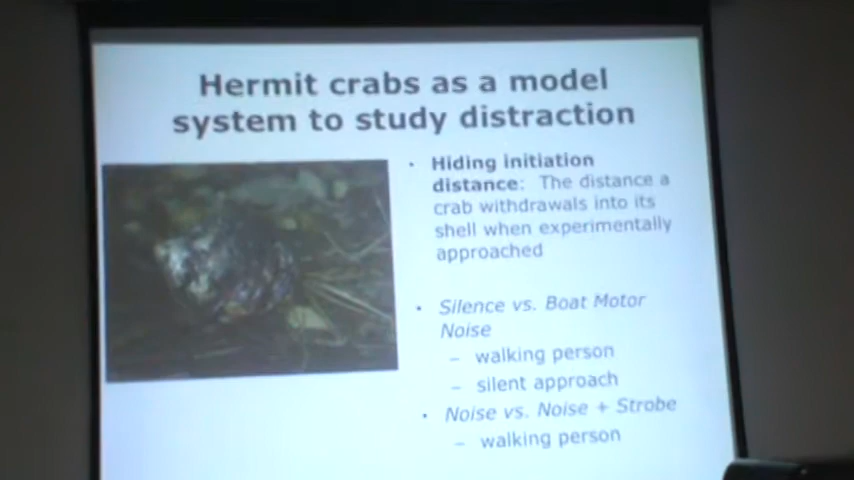 Hermit crabs as a model
system to study distraction
• Hiding initiation
distance: The distance a
crab withdrawals into its
shell when experimentally
approached
• Silence vs. Boat Motor
Noise
– walking person
– silent approach
• Noise vs. Noise + Strobe
– walking person